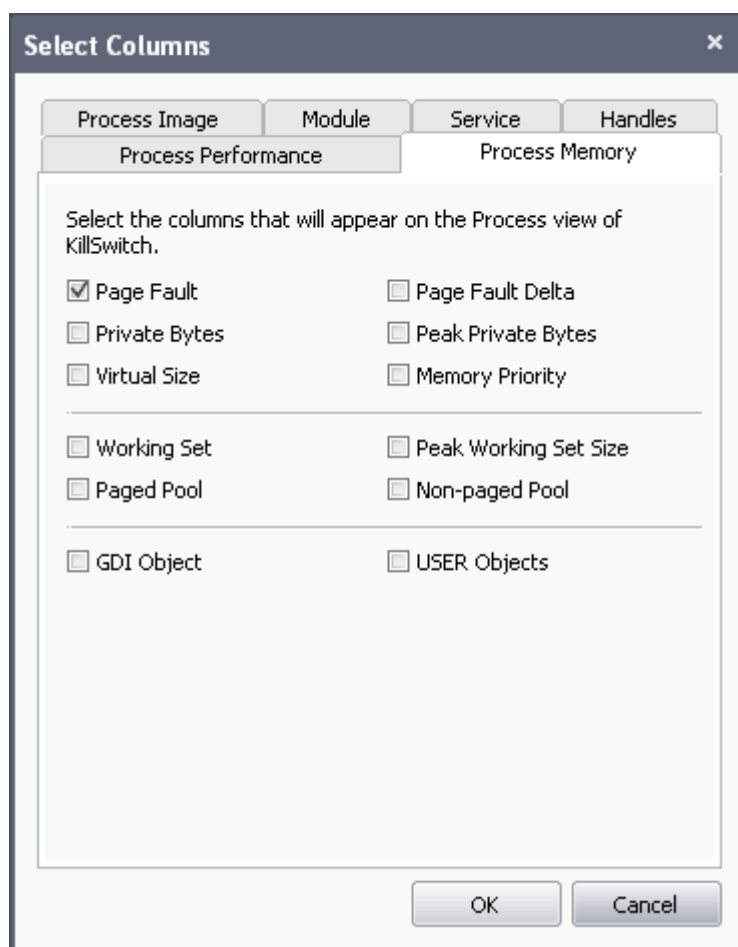 Select Columns ×
Process Image Module Service Handles
Process Performance Process Memory
Select the columns that will appear on the Process view of
KillSwitch.
Page Fault Page Fault Delta
Private Bytes Peak Private Bytes
Virtual Size Memory Priority
Working Set Peak Working Set Size
Paged Pool Non-paged Pool
GDI Object USER Objects
OK Cancel